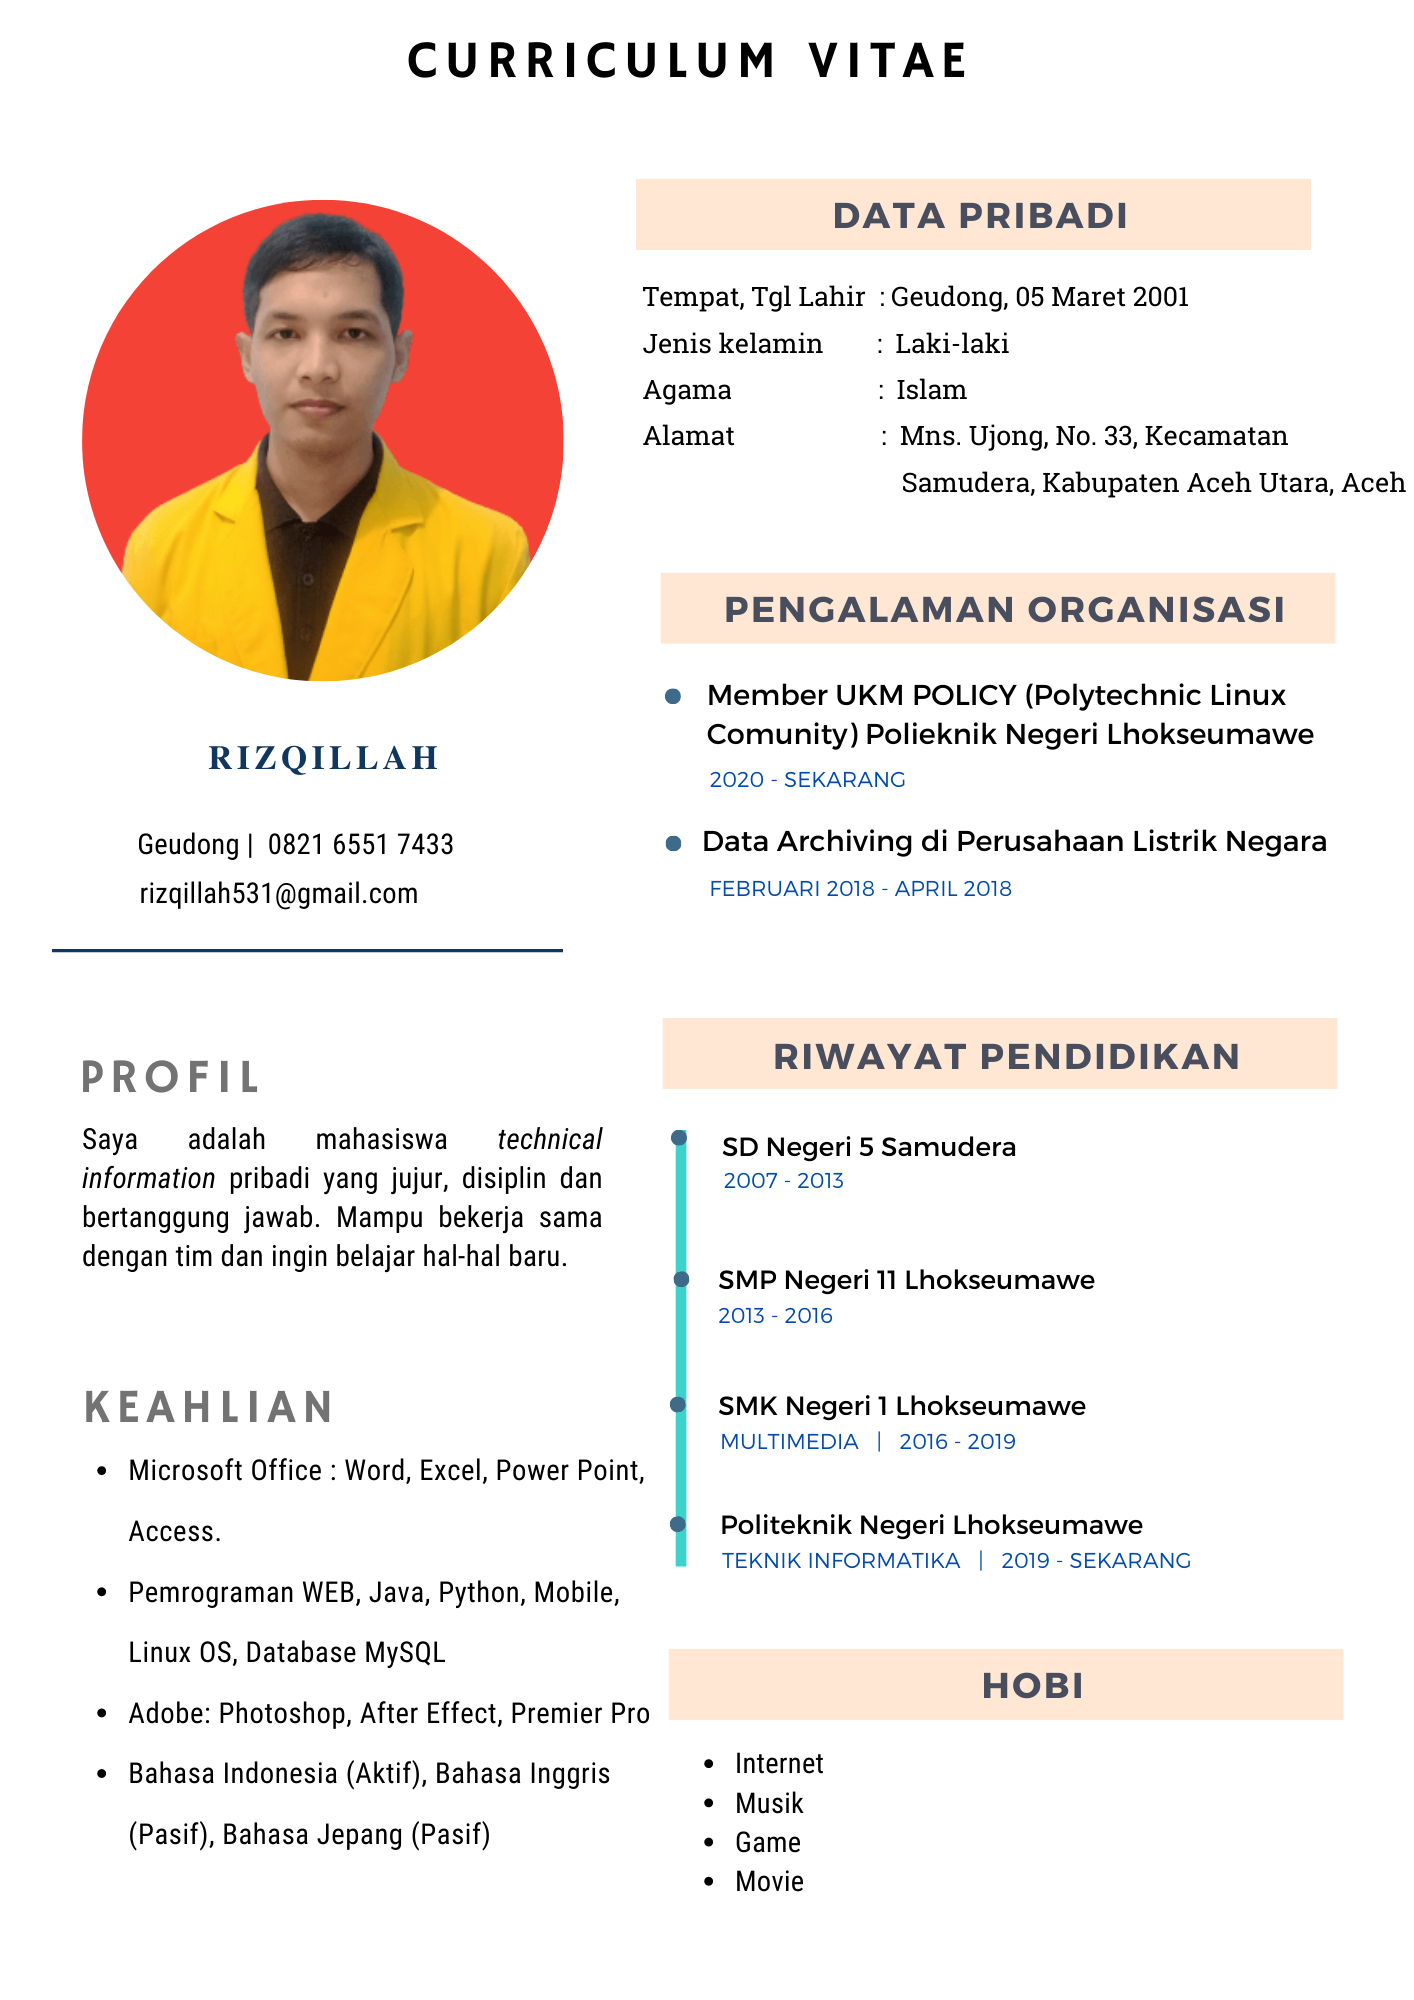 CURRICULUM VITAE
RIZQILLAH
Geudong | 0821 6551 7433
rizqillah531@gmail.com
PROFIL
Saya adalah mahasiswa technical
information pribadi yang jujur, disiplin dan
bertanggung jawab. Mampu bekerja sama
dengan tim dan ingin belajar hal-hal baru.
KEAHLIAN
• Microsoft Office : Word, Excel, Power Point,
Access.
• Pemrograman WEB, Java, Python, Mobile,
Linux OS, Database MySQL
• Adobe: Photoshop, After Effect, Premier Pro
• Bahasa Indonesia (Aktif), Bahasa Inggris
(Pasif), Bahasa Jepang (Pasif)
DATA PRIBADI
Tempat, Tgl Lahir : Geudong, 05 Maret 2001
Jenis kelamin : Laki-laki
Agama : Islam
Alamat : Mns. Ujong, No. 33, Kecamatan
Samudera, Kabupaten Aceh Utara, Aceh
PENGALAMAN ORGANISASI
Member UKM POLICY (Polytechnic Linux
Comunity) Polieknik Negeri Lhokseumawe
2020 - SEKARANG
Data Archiving di Perusahaan Listrik Negara
FEBRUARI 2018 - APRIL 2018
RIWAYAT PENDIDIKAN
SD Negeri 5 Samudera
2007 - 2013
SMP Negeri 11 Lhokseumawe
2013 - 2016
SMK Negeri 1 Lhokseumawe
MULTIMEDIA | 2016 - 2019
Politeknik Negeri Lhokseumawe
TEKNIK INFORMATIKA | 2019 - SEKARANG
HOBI
• Internet
• Musik
• Game
• Movie